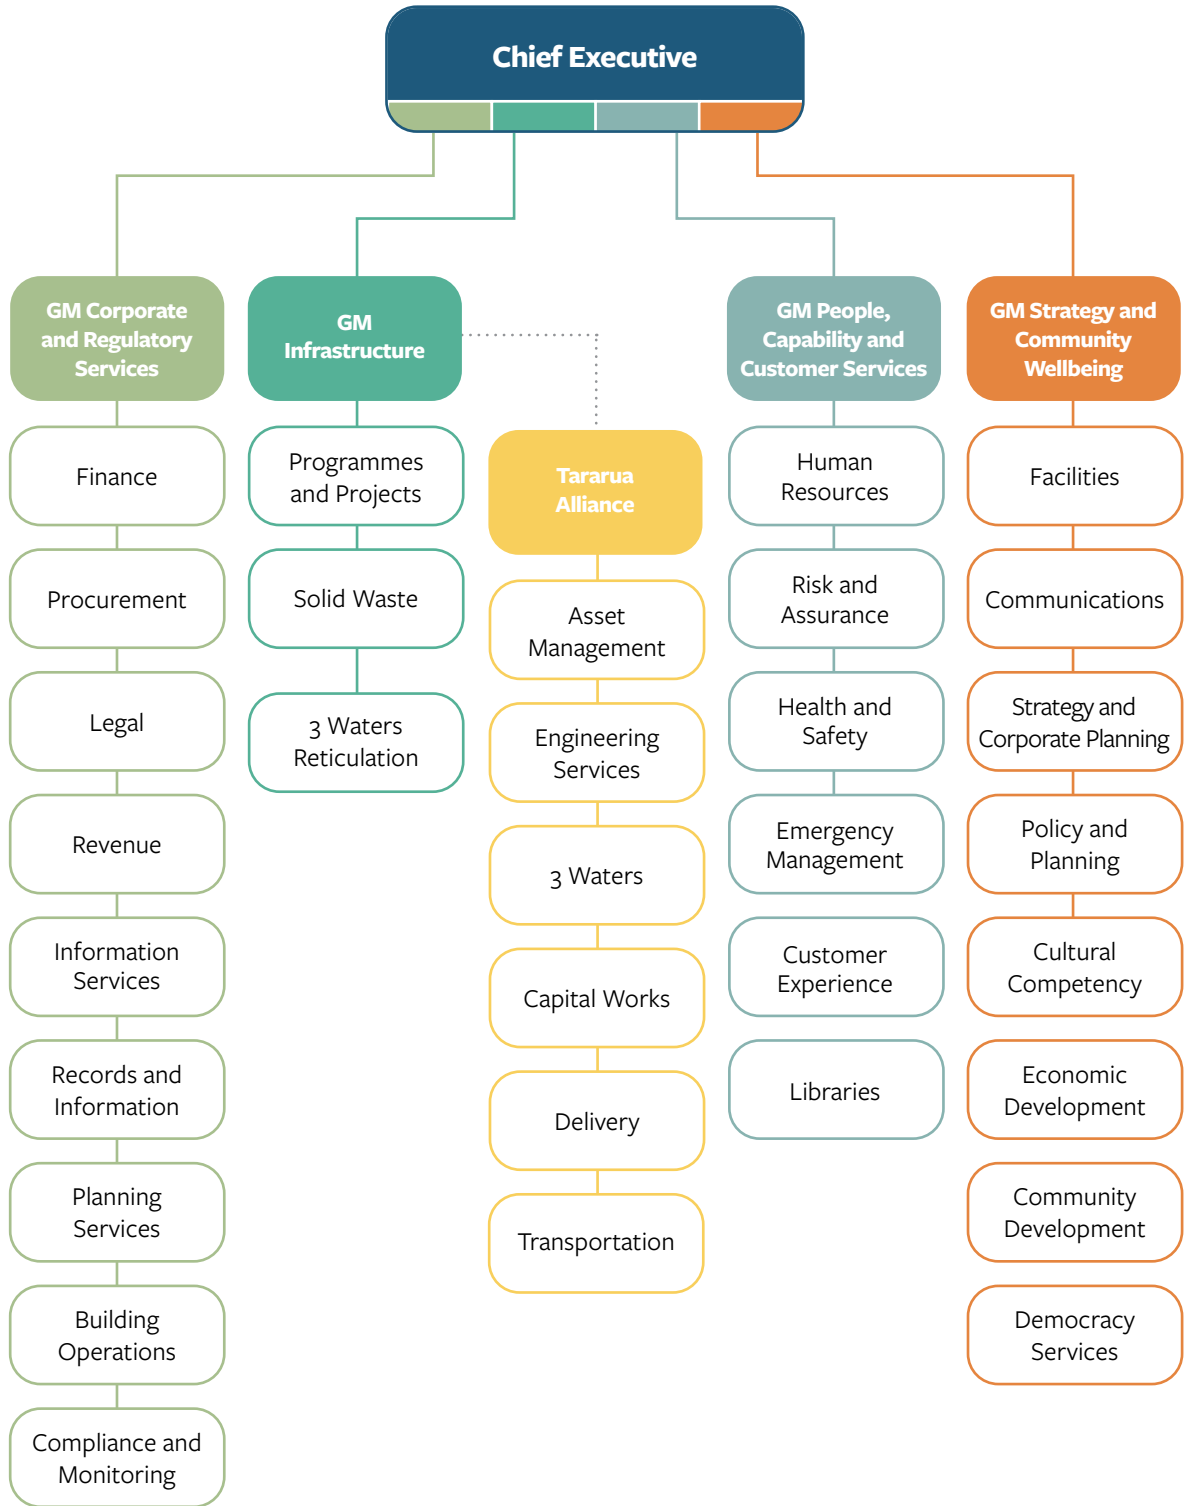 Chief Executive
GM Corporate
and Regulatory
Services
Finance
Procurement
Legal
Revenue
Information
Services
Records and
Information
Planning
Services
Building
Operations
Compliance and
Monitoring
GM
Infrastructure
Programmes
and Projects
Solid Waste
3 Waters
Reticulation
Tararua
Alliance
Asset
Management
Engineering
Services
3 Waters
Capital Works
Delivery
Transportation
GM People,
Capability and
Customer Services
Human
Resources
Risk and
Assurance
Health and
Safety
Emergency
Management
Customer
Experience
Libraries
GM Strategy and
Community
Wellbeing
Facilities
Communications
Strategy and
Corporate Planning
Policy and
Planning
Cultural
Competency
Economic
Development
Community
Development
Democracy
Services